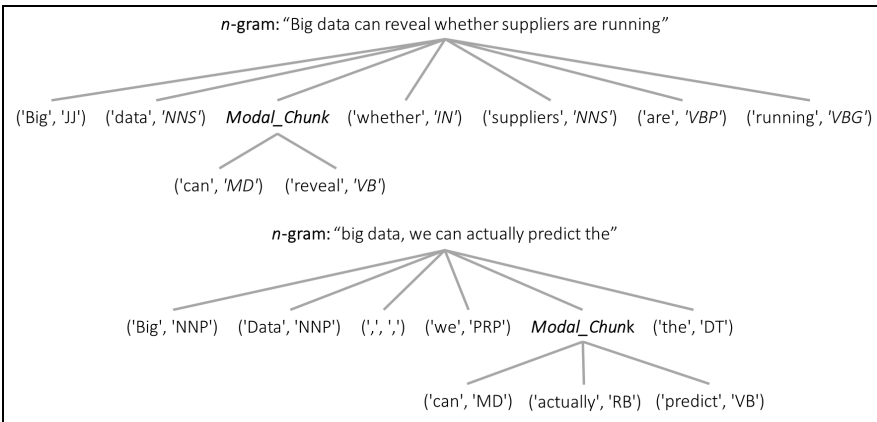 n-gram: “Big data can reveal whether suppliers are running”
('Big', 'JJ') ('data', 'NNS') Modal_Chunk ('whether', 'IN') ('suppliers', 'NNS') ('are', 'VBP') ('running', 'VBG')
('can', 'MD') ('reveal', 'VB')
n-gram: “big data, we can actually predict the”
('Big', 'NNP') ('Data', 'NNP') (',', ',') ('we', 'PRP') Modal_Chunk ('the', 'DT')
('can', 'MD') ('actually', 'RB') ('predict', 'VB')